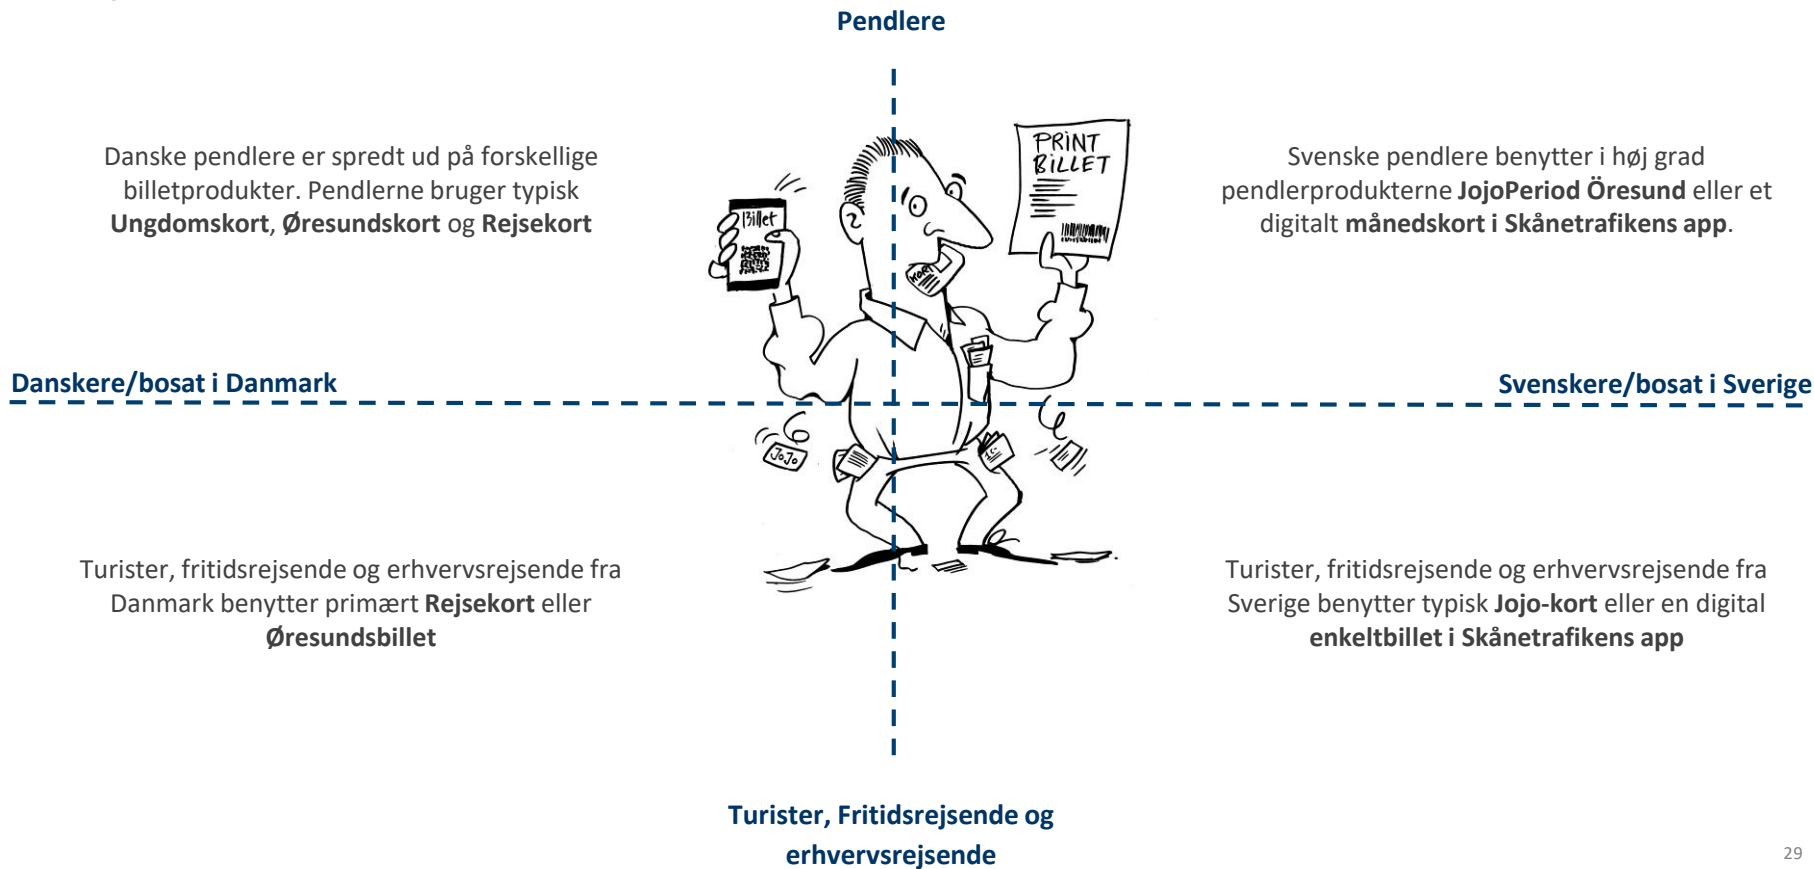 Pendlere
Danske pendlere er spredt ud på forskellige
billetprodukter. Pendlerne bruger typisk
Ungdomskort, Øresundskort og Rejsekort
Billet
KORT
PRINT
BILLET
Svenske pendlere benytter i høj grad
pendlerprodukterne JojoPeriod Öresund eller et
digitalt månedskort i Skånetrafikens app.
Danskere/bosat i Danmark
Svenskere/bosat i Sverige
JoJo
Turister, fritidsrejsende og erhvervsrejsende fra
Danmark benytter primært Rejsekort eller
Øresundsbillet
Turister, fritidsrejsende og erhvervsrejsende fra
Sverige benytter typisk Jojo-kort eller en digital
enkeltbillet i Skånetrafikens app
Turister, Fritidsrejsende og
erhvervsrejsende
29